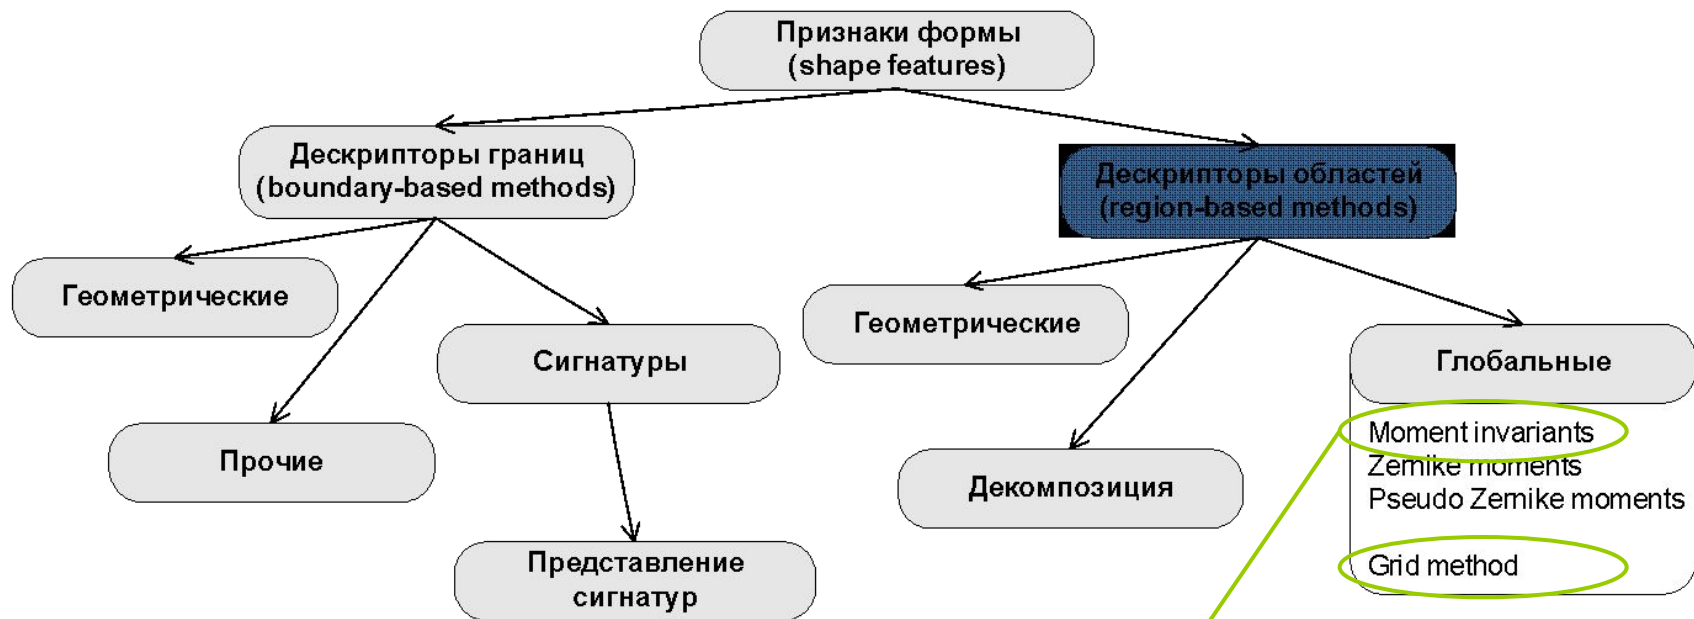 Признаки формы
(shape features)
Дескрипторы границ
(boundary-based methods)
Дескрипторы областей
(region-based methods)
Геометрические
Геометрические
Сигнатуры
Глобальные
Прочие
Декомпозиция
Moment invariants
Zernike moments
Pseudo Zernike moments
Grid method
Представление
сигнатур